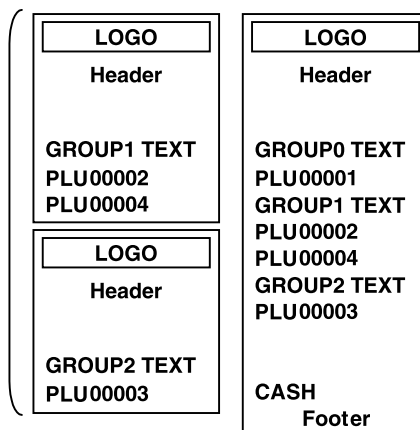 LOGO
Header
GROUP1 TEXT
PLU00002
PLU00004
LOGO
Header
GROUP2 TEXT
PLU00003
LOGO
Header
GROUP0 TEXT
PLU00001
GROUP1 TEXT
PLU00002
PLU00004
GROUP2 TEXT
PLU00003
CASH
Footer